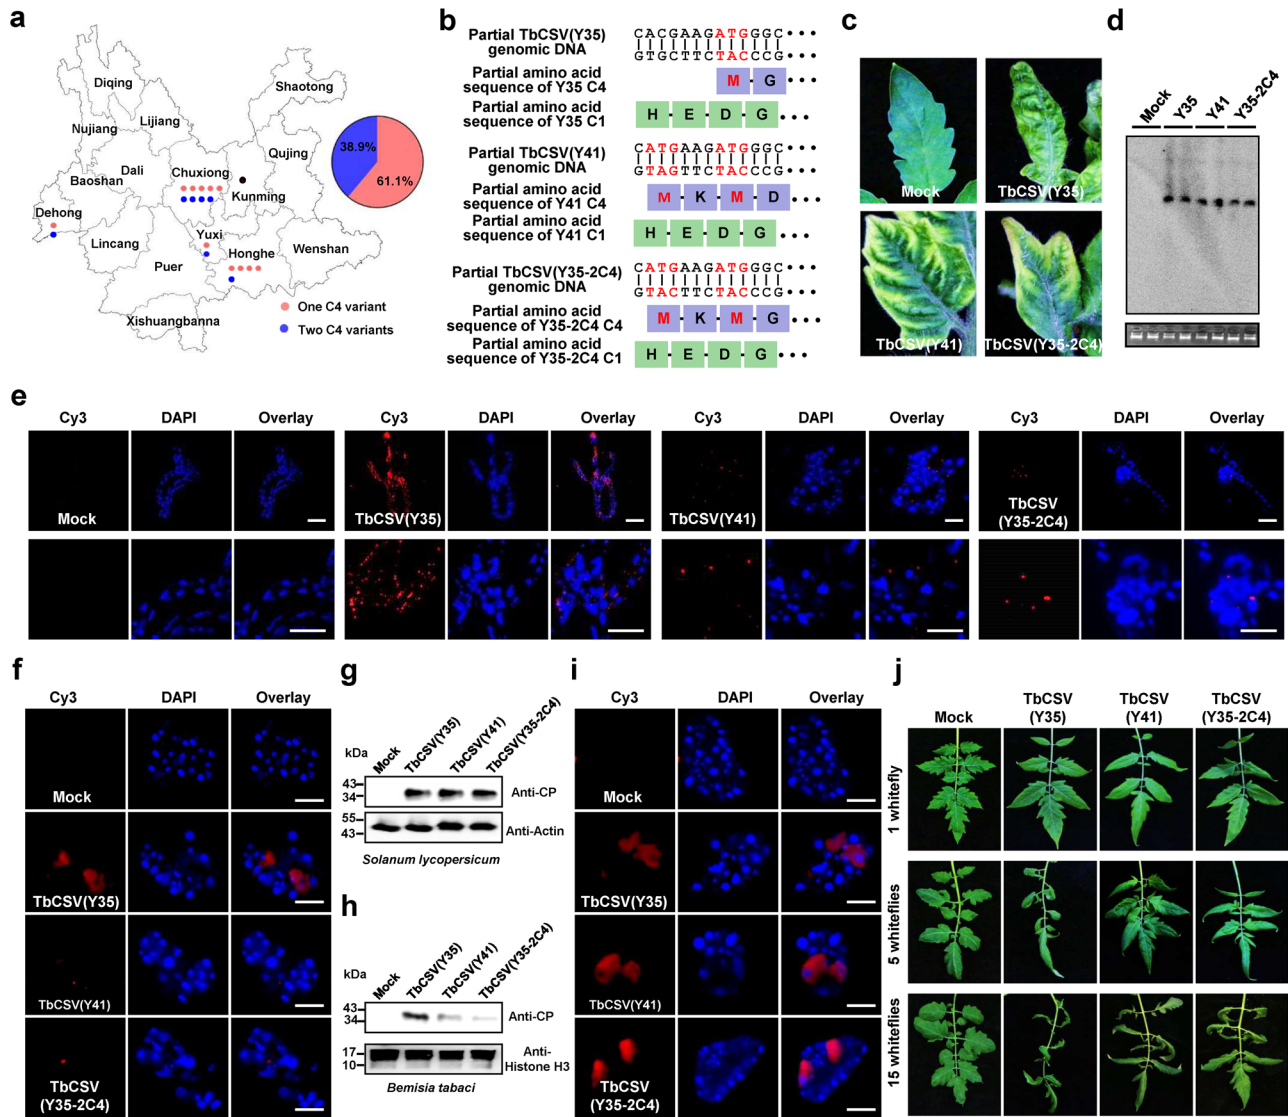 a
Diqing
Shaotong
Nujiang
Lijiang
Qujing
Dali
Chuxiong
Baoshan
Kunming
Dehong
Lincang
Yuxi
Honghe
Wenshan
Puer
Xishuangbanna
38.9%
61.1%
One C4 variant
Two C4 variants
b
Partial TbCSV(Y35)
genomic DNA
CACGAAGATGGGC
GTGCTTCTACCCG
Partial amino acid
sequence of Y35 C4
M G
Partial amino acid
sequence of Y35 C1
H E D G
Partial TbCSV(Y41)
genomic DNA
CATGAAGATGGGC
GTAGTTCTACCCG
Partial amino acid
sequence of Y41 C4
M K M D
Partial amino acid
sequence of Y41 C1
H E D G
Partial TbCSV(Y35-2C4)
genomic DNA
CATGAAGATGGGC
GTACTTCTACCCG
Partial amino acid
sequence of Y35-2C4 C4
M K M G
Partial amino acid
sequence of Y35-2C4 C1
H E D G
c
Mock
TbCSV(Y35)
TbCSV(Y41)
TbCSV(Y35-2C4)
d
Mock
Y35
Y41
Y35-2C4
e
Cy3 DAPI Overlay Cy3 DAPI Overlay Cy3 DAPI Overlay Cy3 DAPI Overlay
Mock
TbCSV(Y35)
TbCSV(Y41)
TbCSV
(Y35-2C4)
f
Cy3 DAPI Overlay
Mock
TbCSV(Y35)
TbCSV(Y41)
TbCSV
(Y35-2C4)
g
kDa
Mock
TbCSV(Y35)
TbCSV(Y41)
TbCSV(Y35-2C4)
43
34
Anti-CP
55
43
Anti-Actin
Solanum lycopersicum
h
kDa
Mock
TbCSV(Y35)
TbCSV(Y41)
TbCSV(Y35-2C4)
43
34
Anti-CP
17
10
Anti-
Histone H3
Bemisia tabaci
i
Cy3 DAPI Overlay
Mock
TbCSV(Y35)
TbCSV(Y41)
TbCSV
(Y35-2C4)
j
Mock
TbCSV
(Y35)
TbCSV
(Y41)
TbCSV
(Y35-2C4)
1 whitefly
5 whiteflies
15 whiteflies